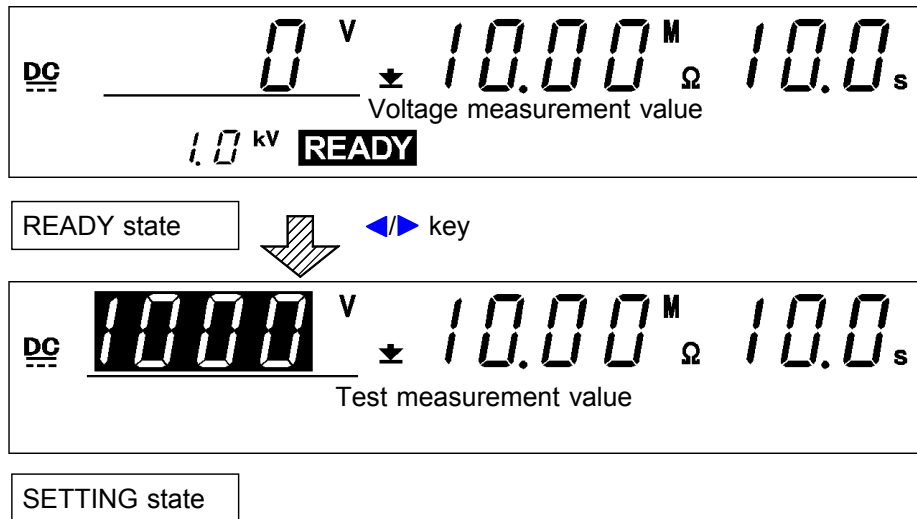 DC 0 V 10.00 MΩ 10.0 s
Voltage measurement value
1.0 kV READY
READY state ◀/▶ key
DC 1000 V 10.00 MΩ 10.0 s
Test measurement value
SETTING state